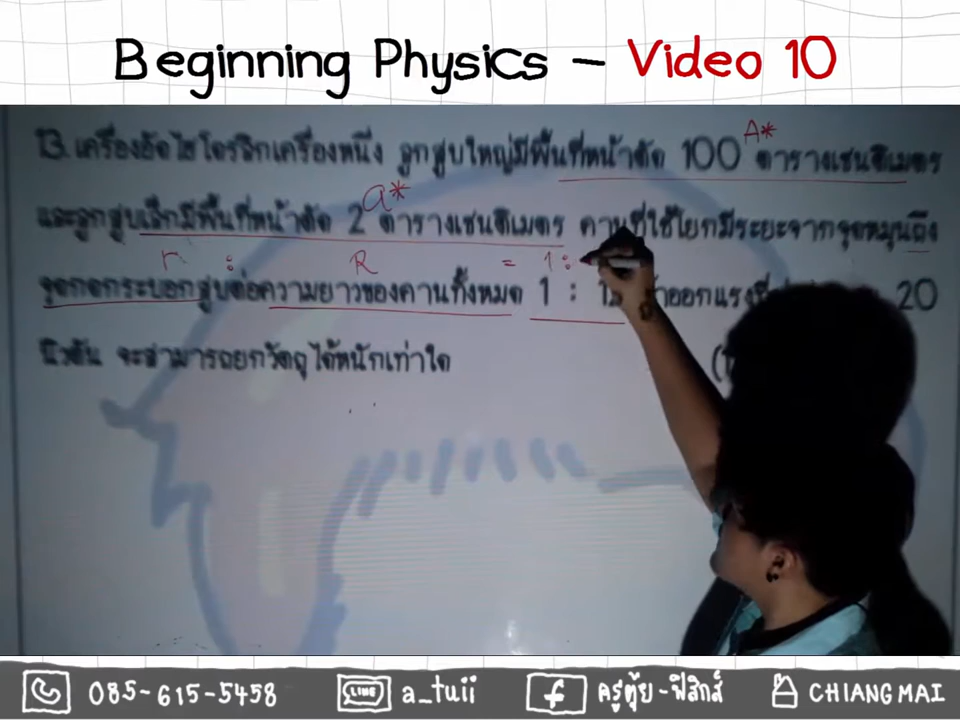 Beginning Physics – Video 10
A*
13. เครื่องอัดไฮโดรลิกเครื่องหนึ่ง ลูกสูบใหญ่มีพื้นที่หน้าตัด 100 ตารางเซนติเมตร
a*
และลูกสูบเล็กมีพื้นที่หน้าตัด 2 ตารางเซนติเมตร คานที่ใช้โยกมีระยะจากจุดหมุนถึง
r : R = 1 :
จุดกดกระบอกสูบต่อความยาวของคานทั้งหมด 1 : ถ้าออกแรงที่ 20
นิวตัน จะสามารถยกวัตถุได้หนักเท่าใด (
085-615-5458 LINE a_tuii f ครูตุ้ย-ฟิสิกส์ CHIANG MAI